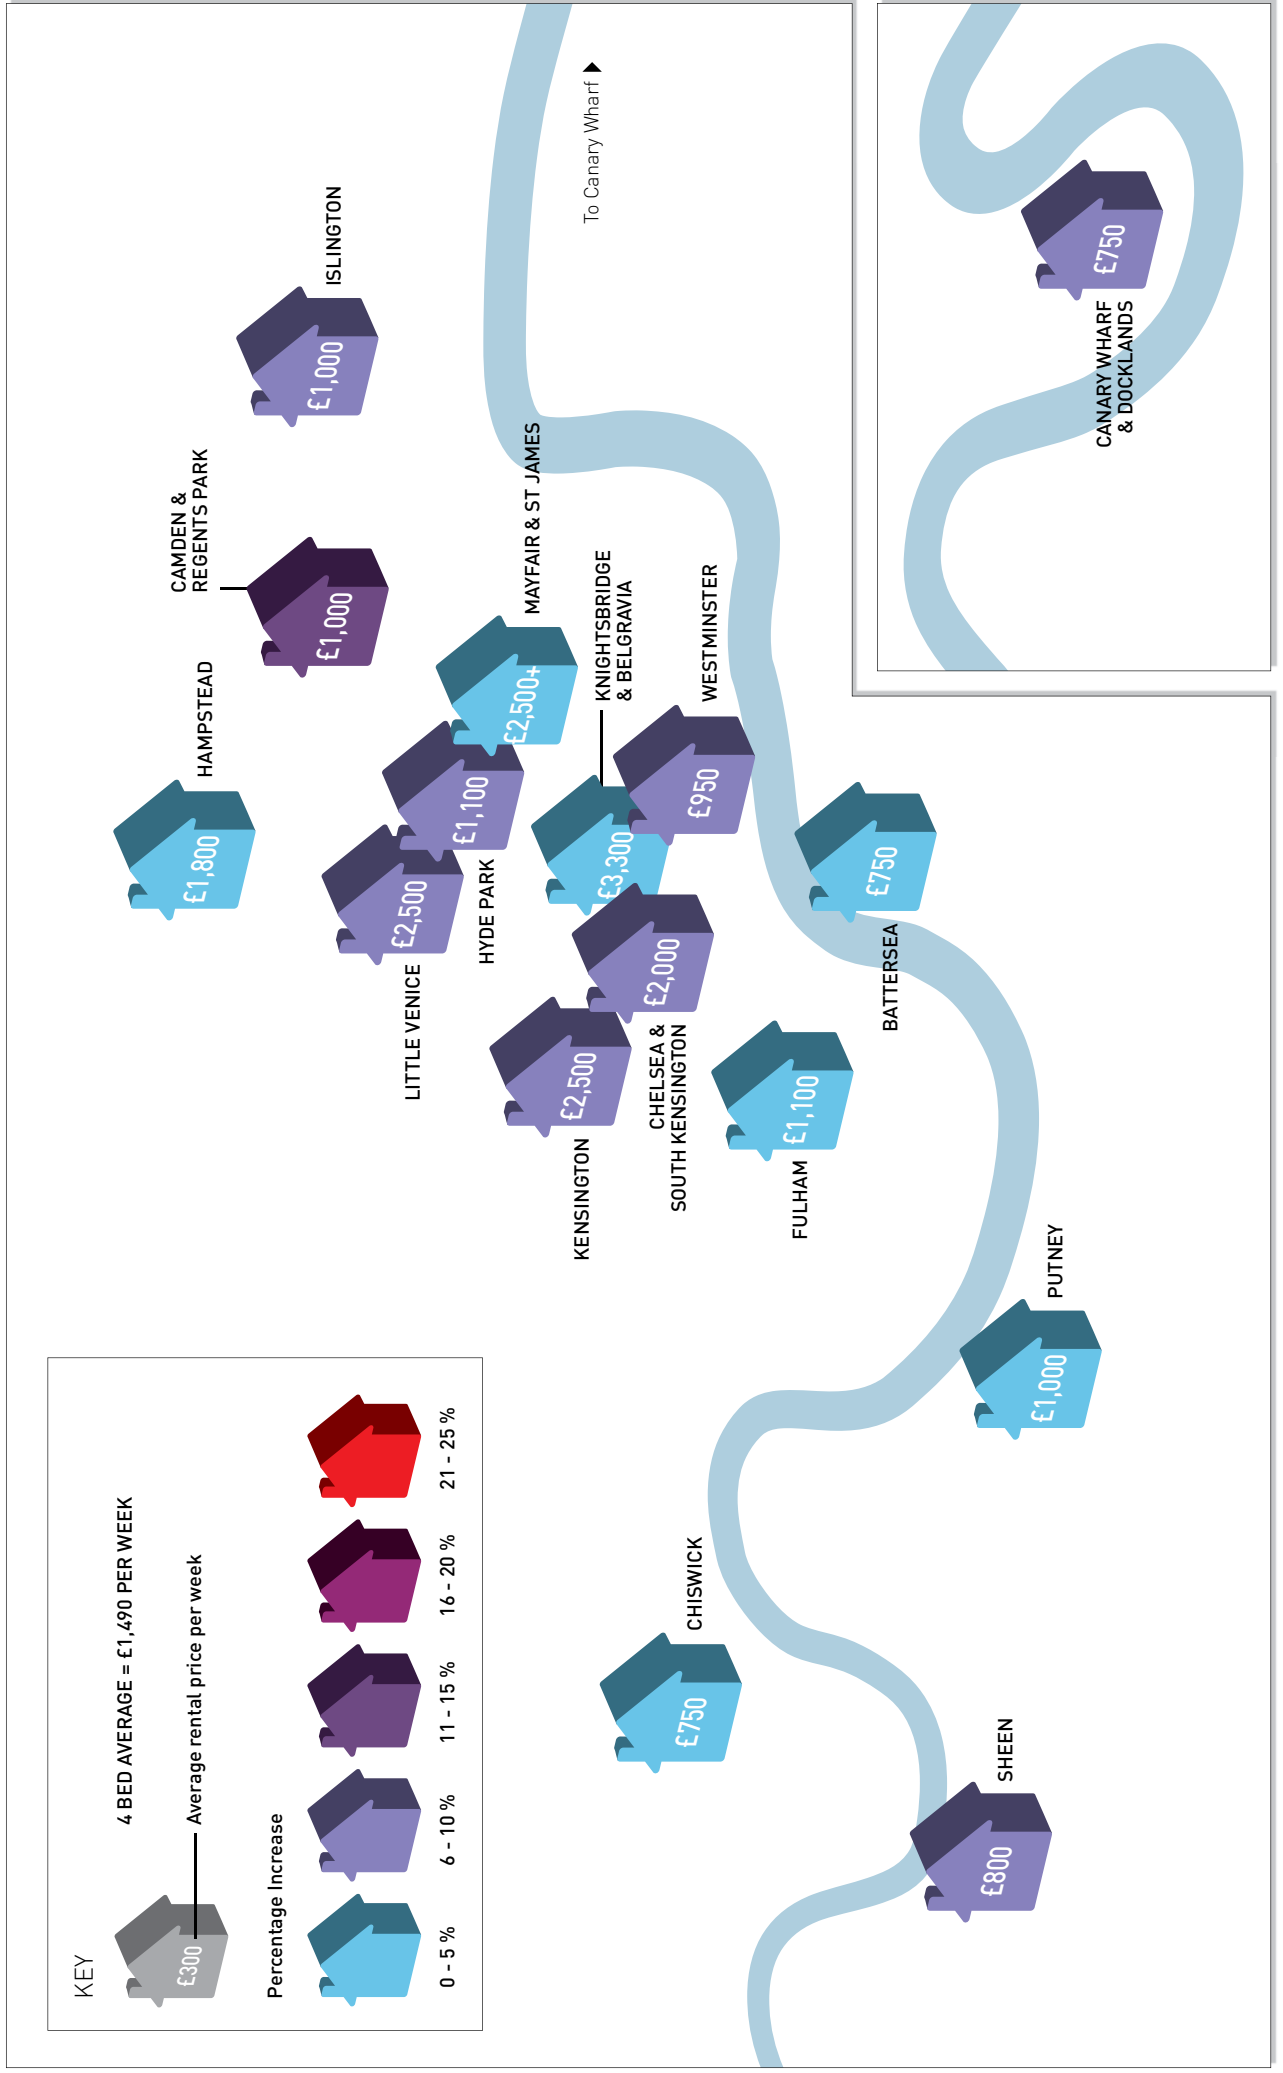 KEY
£300
4 BED AVERAGE = £1,490 PER WEEK
Average rental price per week
Percentage Increase
0 - 5 %
6 - 10 %
11 - 15 %
16 - 20 %
21 - 25 %
HAMPSTEAD
£1,800
CAMDEN &
REGENTS PARK
£1,000
ISLINGTON
£1,000
LITTLE VENICE
£2,500
HYDE PARK
£1,100
MAYFAIR & ST JAMES
£2,500+
KENSINGTON
£2,500
KNIGHTSBRIDGE
& BELGRAVIA
£3,300
CHELSEA &
SOUTH KENSINGTON
£2,000
WESTMINSTER
£950
To Canary Wharf ▶
CHISWICK
£750
FULHAM
£1,100
BATTERSEA
£750
SHEEN
£800
PUTNEY
£1,000
CANARY WHARF
& DOCKLANDS
£750